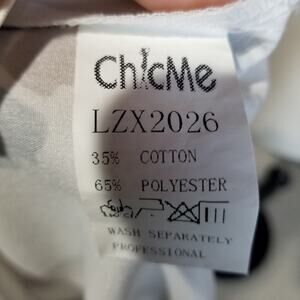 ChicMe
LZX2026
35% COTTON
65% POLYESTER
WASH SEPARATELY
PROFESSIONAL